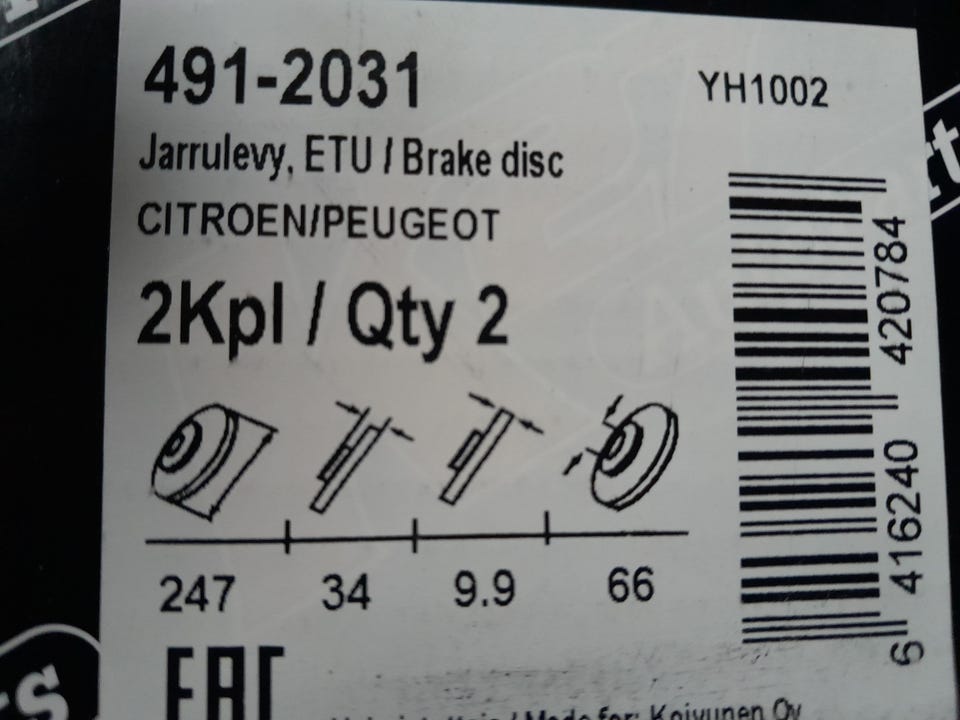 491-2031
YH1002
Jarrulevy, ETU / Brake disc
CITROEN/PEUGEOT
2Kpl / Qty 2
247 34 9.9 66
6 416240 420784
EAC
/ Made for: Koivunen Oy